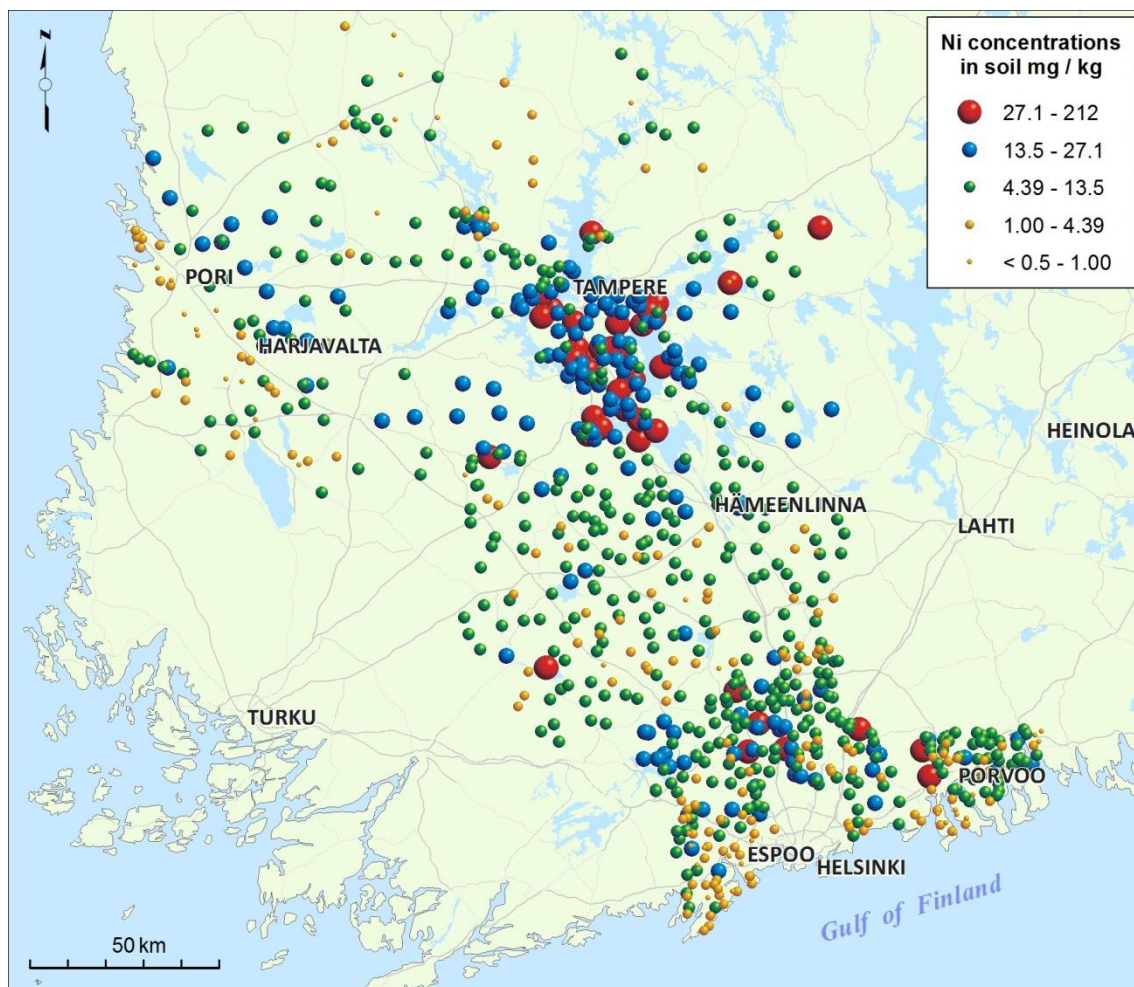 N
Ni concentrations
in soil mg / kg
27.1 - 212
13.5 - 27.1
4.39 - 13.5
1.00 - 4.39
< 0.5 - 1.00
TAMPERE
PORI
HARJAVALTA
HEINOLA
HÄMEENLINNA
LAHTI
TURKU
PORVOO
ESPOO
HELSINKI
Gulf of Finland
50 km